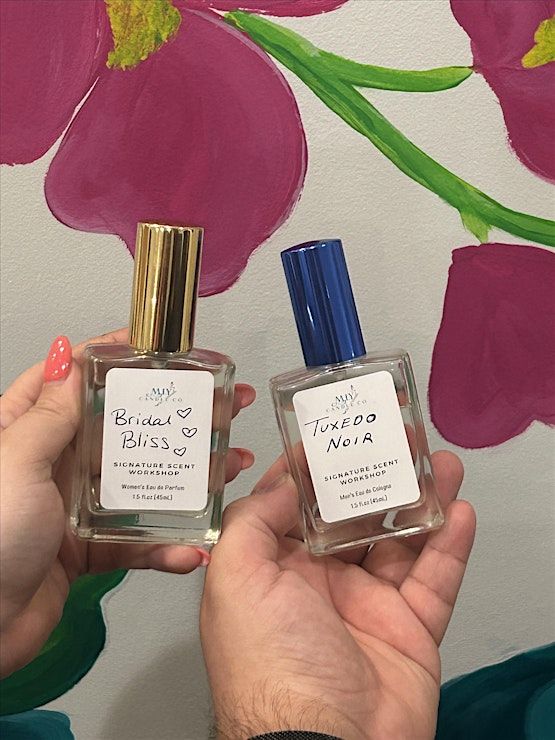 MJY
CANDLE CO
Bridal
Bliss
SIGNATURE SCENT
WORKSHOP
Women's Eau de Parfum
1.5 fl.oz (45mL)
MJY
CANDLE CO
TUXEDO
NOIR
SIGNATURE SCENT
WORKSHOP
Men's Eau do Cologne
1.5 fl.oz (45mL)